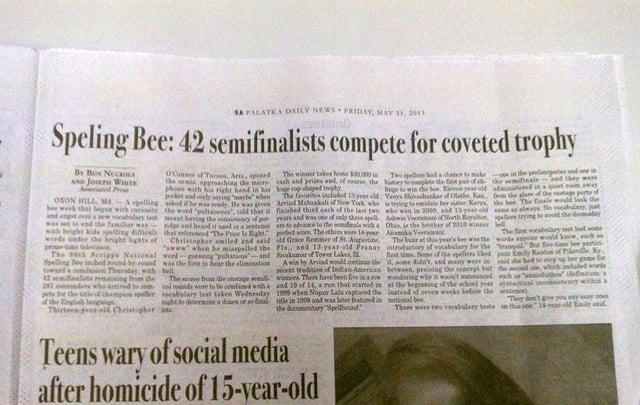 5A PALATKA DAILY NEWS • FRIDAY, MAY 31, 2013
Speling Bee: 42 semifinalists compete for coveted trophy
BY BEN NUCKOLS
AND JOSEPH WHITE
Associated Press
OXON HILL, Md. — A spelling
bee week that began with curiosity
and angst over a new vocabulary test
was set to end the familiar way —
with bright kids spelling difficult
words under the bright lights of
prime-time television.
The 86th Scripps National
Spelling Bee inched round-by-round
toward a conclusion Thursday, with
42 semifinalists remaining from the
281 contenders who arrived to com-
pete for the title of champion speller
of the English language.
Thirteen-year-old Christopher
O'Connor of Tucson, Ariz., opened
the semis, approaching the micro-
phone with his right hand in his
pocket and coyly saying "maybe" when
asked if he was ready. He was given
the word "pultaceous," told that it
meant having the consistency of por-
ridge and heard it used in a sentence
that referenced "The Price Is Right."
Christopher smiled and said
"aww" when he misspelled the
word — guessing "pultatious" —
was the first to hear the elimination
bell.
The scores from the onstage semifi-
nal rounds were to be combined with a
vocabulary test taken Wednesday
night to determine a dozen or so final-
ists.
The winner takes home $30,000 in
cash and prizes and, of course, the
huge cup-shaped trophy.
The favorites included 13-year-old
Arvind Mahankali of New York, who
finished third each of the last two
years and was one of only three spell-
ers to advance to the semifinals with a
perfect score. The others were 14-year-
old Grace Remmer of St. Augustine,
Fla., and 13-year-old Pranav
Sivakumar of Tower Lakes, Ill.
A win by Arvind would continue the
recent tradition of Indian-American
winners. There have been five in a row
and 10 of 14, a run that started in
1999 when Nupur Lala captured the
title in 1999 and was later featured in
the documentary "Spellbound."
Two spellers had a chance to make
history to complete the first pair of sib-
lings to win the bee. Eleven-year-old
Vanya Shivashankar of Olathe, Kan.,
is trying to emulate her sister, Kavya,
who won in 2009, and 13-year-old
Ashwin Veeramani of North Royalton,
Ohio, is the brother of 2010 winner
Anamika Veeramani.
The buzz at this year's bee was the
introduction of vocabulary for the
first time. Some of the spellers liked
it, some didn't, and many were in-
between, praising the concept but
wondering why it wasn't announced
at the beginning of the school year
instead of seven weeks before the
national bee.
There were two vocabulary tests
— one in the preliminaries and one in
the semifinals — and they were
administered in a quiet room away
from the glare of the onstage parts of
the bee. The finals would look the
same as always: No vocabulary, just
spellers trying to avoid the doomsday
bell.
The first vocabulary test had some
words anyone would know, such as
"tranquil." But five-time partici-
pant Emily Keaton of Pikeville, Ky.,
said she had to step up her game for
the second one, which included words
such as "anacoluthon" (definition: a
syntactical inconsistency within a
sentence).
"They don't give you any easy ones
on this one," 14-year-old Emily said.
Teens wary of social media
after homicide of 15-year-old